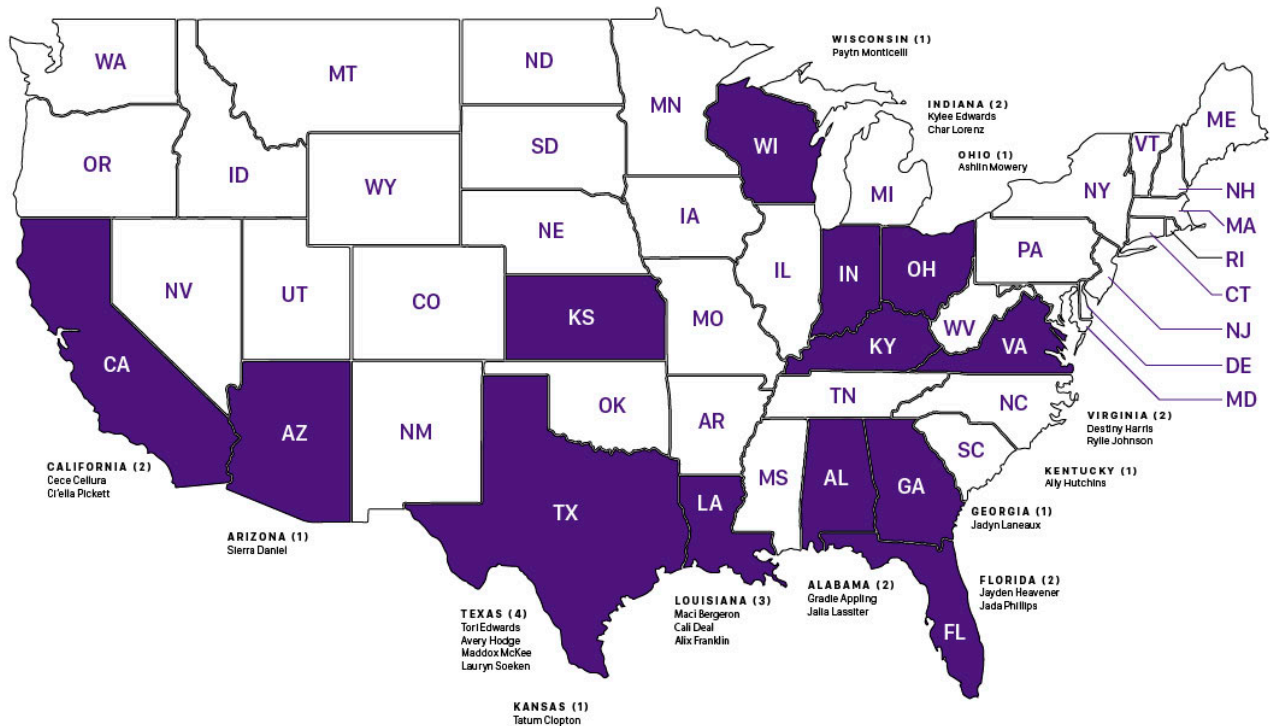 WISCONSIN (1)
Paytn Monticelli
INDIANA (2)
Kylee Edwards
Char Lorenz
OHIO (1)
Ashlin Mowery
WA
MT
ND
MN
WI
MI
ME
VT
NH
NY
MA
OR
ID
WY
SD
IA
NE
PA
RI
CT
NV
UT
CO
KS
MO
IL
IN
OH
WV
VA
KY
NJ
DE
MD
CA
AZ
NM
OK
AR
TN
NC
SC
MS
AL
GA
LA
TX
FL
VIRGINIA (2)
Destiny Harris
Rylie Johnson
KENTUCKY (1)
Ally Hutchins
GEORGIA (1)
Jadyn Laneaux
FLORIDA (2)
Jayden Heavener
Jada Phillips
ALABAMA (2)
Gradie Appling
Jalia Lassiter
LOUISIANA (3)
Maci Bergeron
Cali Deal
Alix Franklin
TEXAS (4)
Tori Edwards
Avery Hodge
Maddox McKee
Lauryn Soeken
KANSAS (1)
Tatum Clopton
ARIZONA (1)
Sierra Daniel
CALIFORNIA (2)
Cece Cellura
Ci'ella Pickett